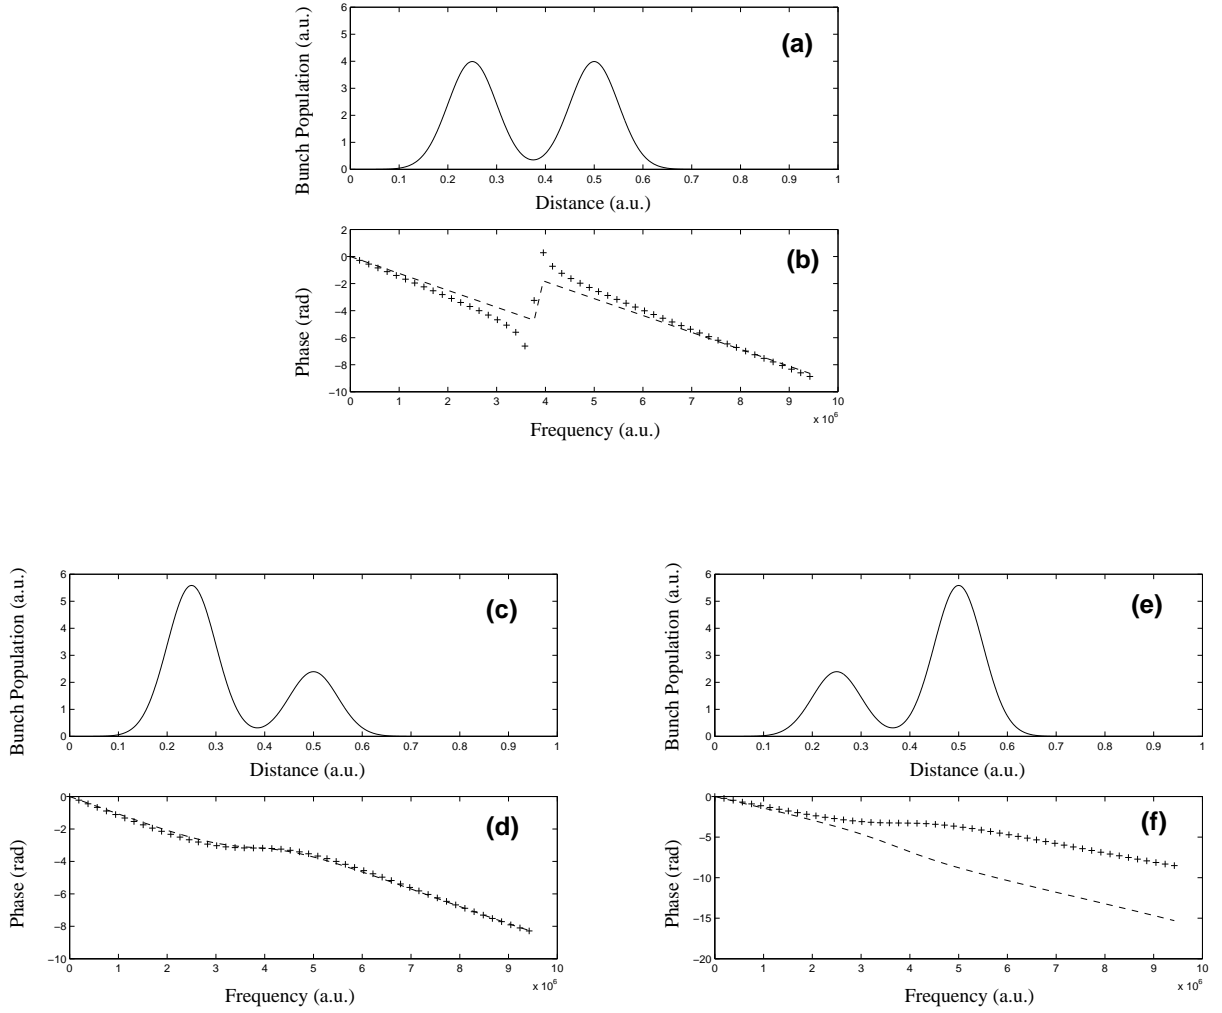 Bunch Population (a.u.)
6
5
4
3
2
1
0
(a)
0 0.1 0.2 0.3 0.4 0.5 0.6 0.7 0.8 0.9 1
Distance (a.u.)
Phase (rad)
2
0
−2
−4
−6
−8
−10
(b)
0 1 2 3 4 5 6 7 8 9 10
x 10^6
Frequency (a.u.)
Bunch Population (a.u.)
6
5
4
3
2
1
0
(c)
0 0.1 0.2 0.3 0.4 0.5 0.6 0.7 0.8 0.9 1
Distance (a.u.)
Bunch Population (a.u.)
6
5
4
3
2
1
0
(e)
0 0.1 0.2 0.3 0.4 0.5 0.6 0.7 0.8 0.9 1
Distance (a.u.)
Phase (rad)
0
−2
−4
−6
−8
−10
(d)
0 1 2 3 4 5 6 7 8 9 10
x 10^6
Frequency (a.u.)
Phase (rad)
0
−5
−10
−15
−20
(f)
0 1 2 3 4 5 6 7 8 9 10
x 10^6
Frequency (a.u.)